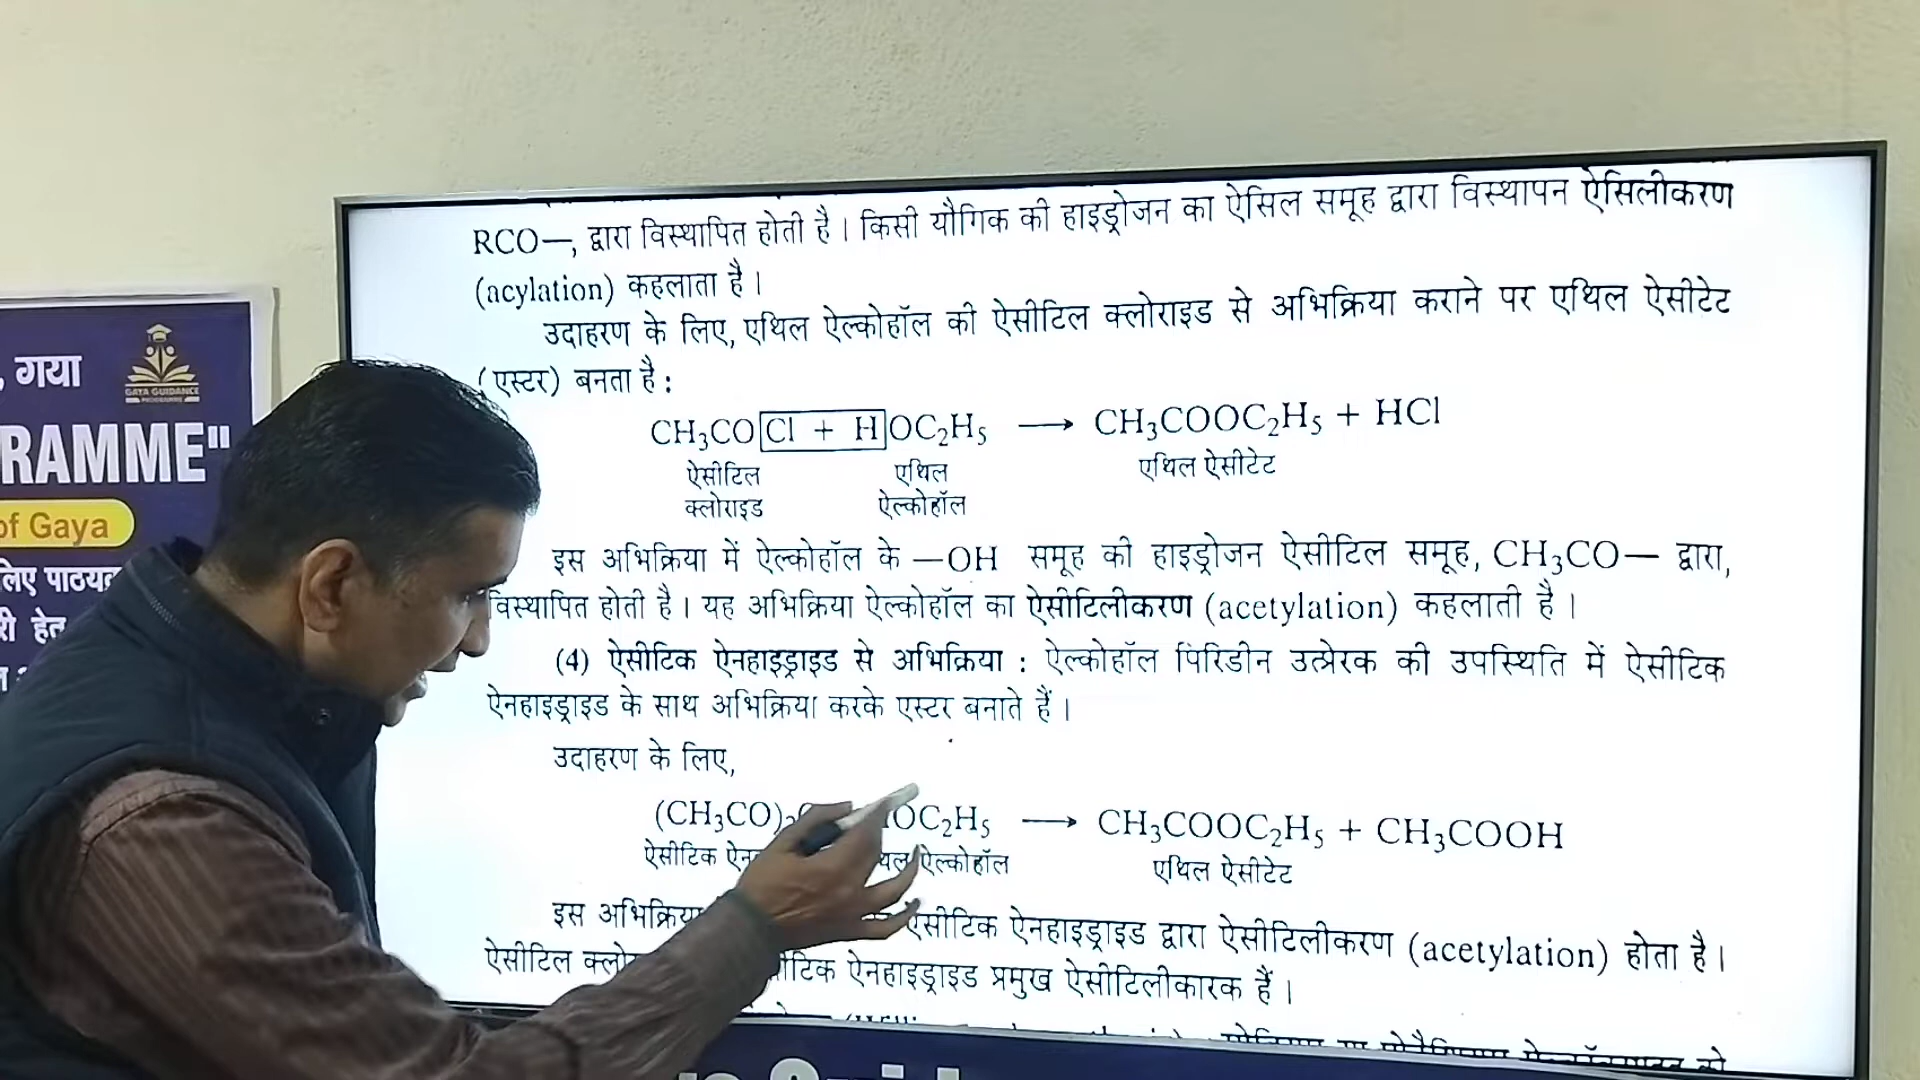 , गया
GAYA GUIDANCE
PROGRAMME
RAMME"
of Gaya
लिए
री हेतु
RCO—, द्वारा विस्थापित होती है। किसी यौगिक की हाइड्रोजन का ऐसिल समूह द्वारा विस्थापन ऐसिलीकरण
(acylation) कहलाता है।
उदाहरण के लिए, एथिल ऐल्कोहॉल की ऐसीटिल क्लोराइड से अभिक्रिया कराने पर एथिल ऐसीटेट
(एस्टर) बनता है :
CH₃CO Cl + H OC₂H₅ ⟶ CH₃COOC₂H₅ + HCl
ऐसीटिल एथिल एथिल ऐसीटेट
क्लोराइड ऐल्कोहॉल
इस अभिक्रिया में ऐल्कोहॉल के —OH समूह की हाइड्रोजन ऐसीटिल समूह, CH₃CO— द्वारा,
विस्थापित होती है। यह अभिक्रिया ऐल्कोहॉल का ऐसीटिलीकरण (acetylation) कहलाती है।
(4) ऐसीटिक ऐनहाइड्राइड से अभिक्रिया : ऐल्कोहॉल पिरिडीन उत्प्रेरक की उपस्थिति में ऐसीटिक
ऐनहाइड्राइड के साथ अभिक्रिया करके एस्टर बनाते हैं।
उदाहरण के लिए,
(CH₃CO)₂ OC₂H₅ ⟶ CH₃COOC₂H₅ + CH₃COOH
ऐसीटिक ऐल्कोहॉल एथिल ऐसीटेट
इस अभिक्रिया ऐसीटिक ऐनहाइड्राइड द्वारा ऐसीटिलीकरण (acetylation) होता है।
ऐसीटिल ऐनहाइड्राइड प्रमुख ऐसीटिलीकारक हैं।